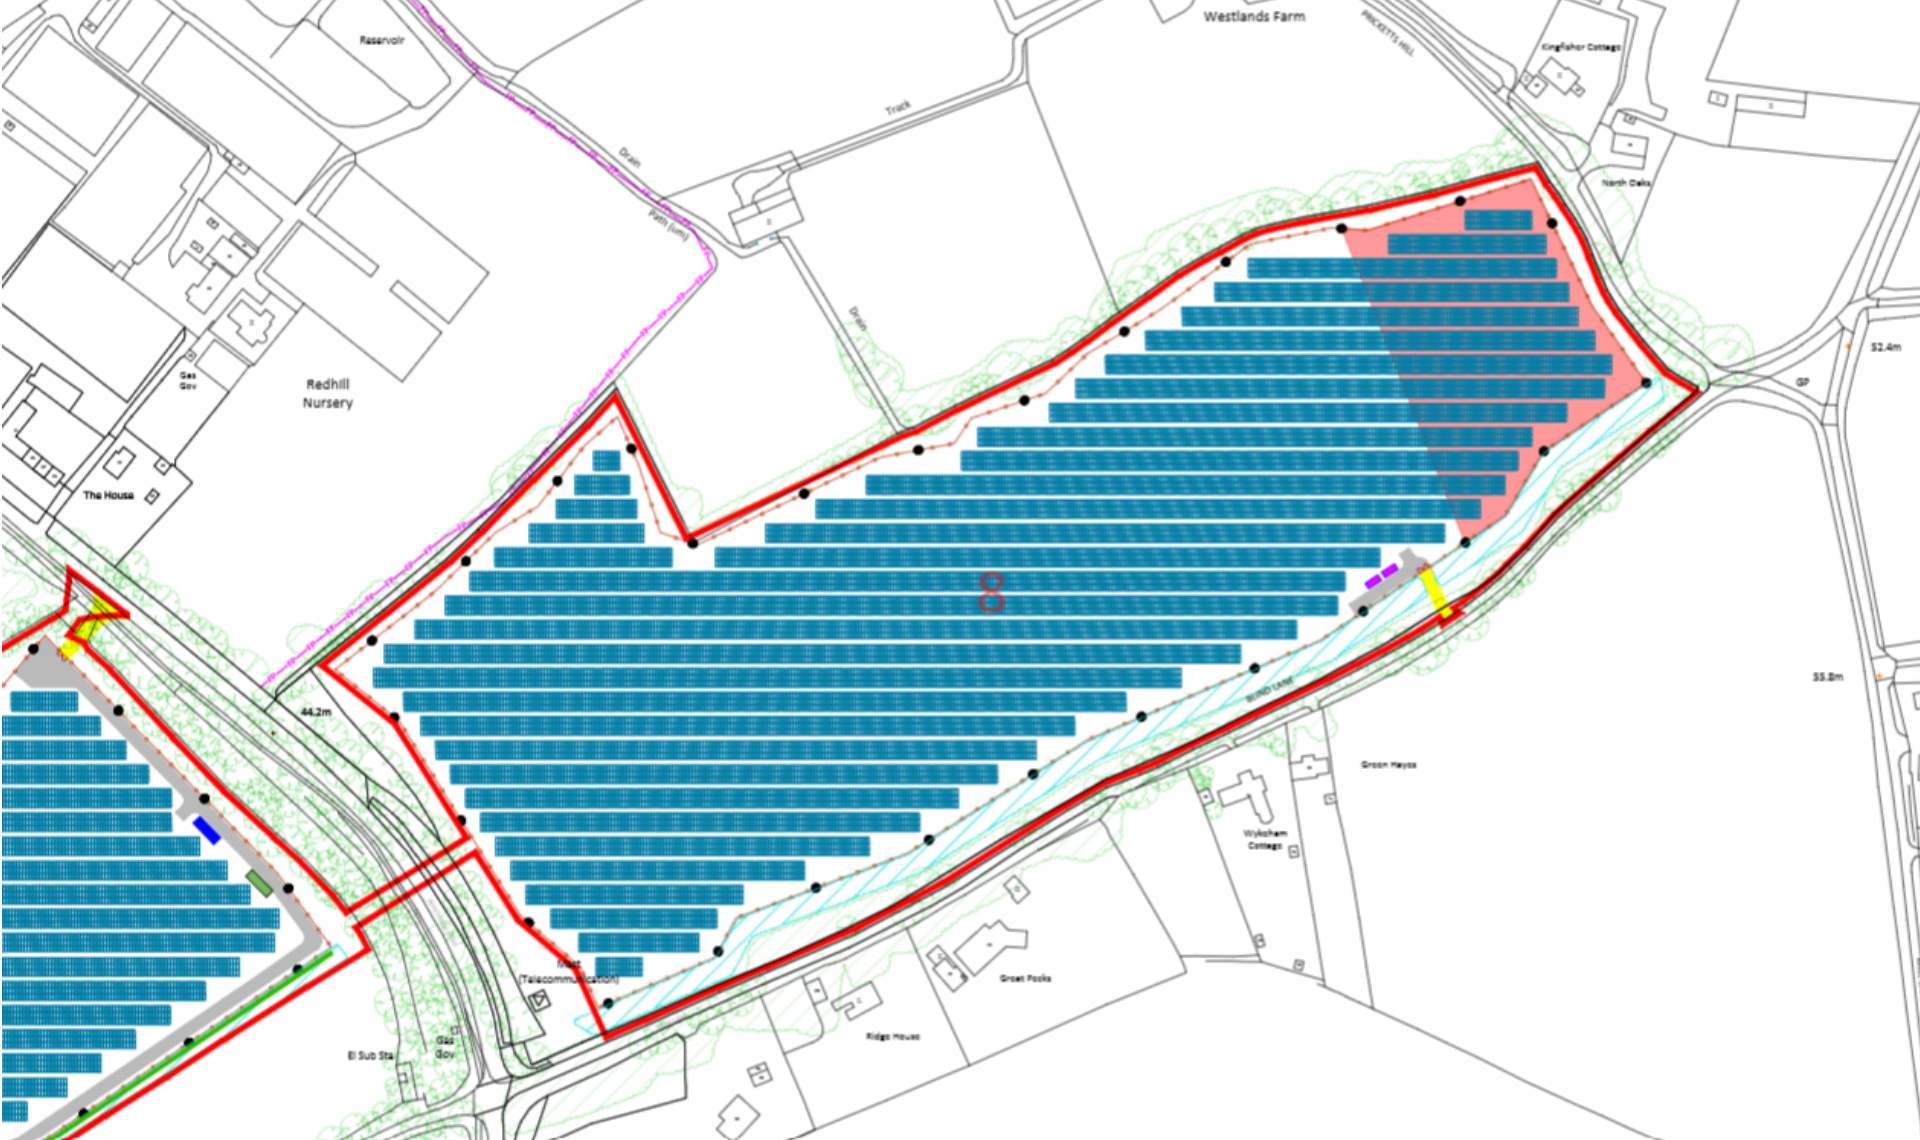 Westlands Farm
PRICKETTS HILL
Reservoir
Kingfisher Cottage
Track
Drain
North Oaks
Path (um)
Drain
52.4m
Gas
Gov
Redhill
Nursery
GP
The House
8
55.8m
BLIND LANE
44.2m
Green Hayes
Wykeham
Cottage
Mast
(Telecommunication)
Great Pecks
Ridge House
Gas
Gov
El Sub Sta